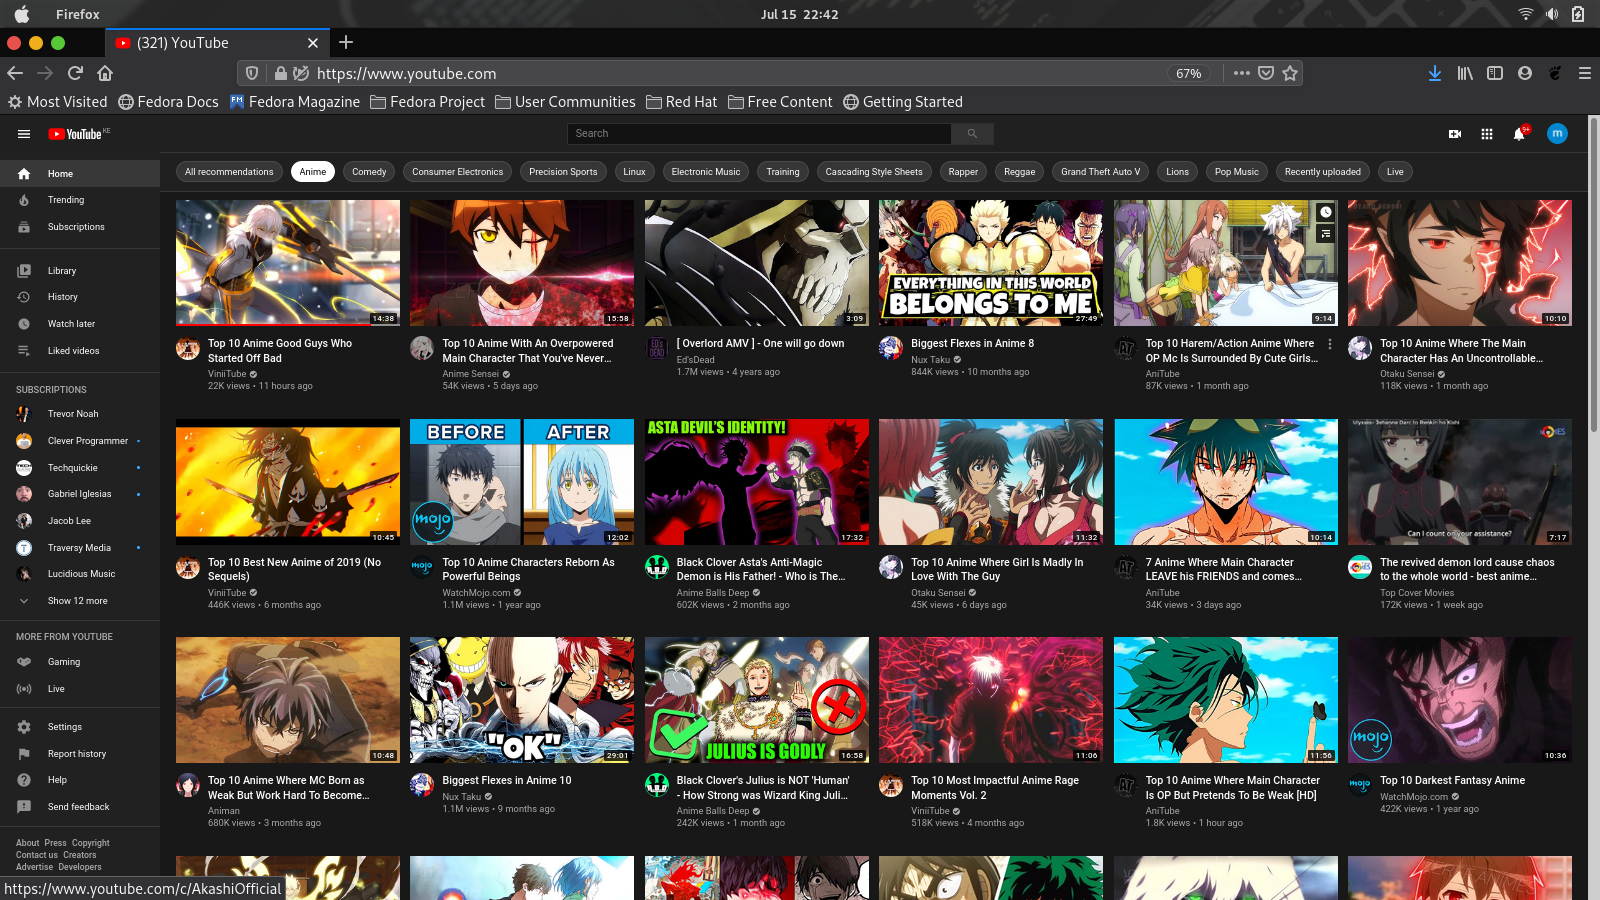 Firefox
Jul 15 22:42
(321) YouTube
https://www.youtube.com
67%
Most Visited
Fedora Docs
Fedora Magazine
Fedora Project
User Communities
Red Hat
Free Content
Getting Started
YouTube KE
Search
9+
m
Home
Trending
Subscriptions
Library
History
Watch later
Liked videos
SUBSCRIPTIONS
Trevor Noah
Clever Programmer
Techquickie
Gabriel Iglesias
Jacob Lee
Traversy Media
Lucidious Music
Show 12 more
MORE FROM YOUTUBE
Gaming
Live
Settings
Report history
Help
Send feedback
About Press Copyright
Contact us Creators
Advertise Developers
https://www.youtube.com/c/AkashiOfficial
All recommendations
Anime
Comedy
Consumer Electronics
Precision Sports
Linux
Electronic Music
Training
Cascading Style Sheets
Rapper
Reggae
Grand Theft Auto V
Lions
Pop Music
Recently uploaded
Live
14:38
Top 10 Anime Good Guys Who
Started Off Bad
ViniiTube
22K views • 11 hours ago
15:58
Top 10 Anime With An Overpowered
Main Character That You've Never...
Anime Sensei
54K views • 5 days ago
3:09
[ Overlord AMV ] - One will go down
Ed'sDead
1.7M views • 4 years ago
EVERYTHING IN THIS WORLD
BELONGS TO ME
27:49
Biggest Flexes in Anime 8
Nux Taku
844K views • 10 months ago
9:14
Top 10 Harem/Action Anime Where
OP Mc Is Surrounded By Cute Girls...
AniTube
87K views • 1 month ago
10:10
Top 10 Anime Where The Main
Character Has An Uncontrollable...
Otaku Sensei
118K views • 1 month ago
10:45
Top 10 Best New Anime of 2019 (No
Sequels)
ViniiTube
446K views • 6 months ago
BEFORE AFTER
mojo
12:02
Top 10 Anime Characters Reborn As
Powerful Beings
WatchMojo.com
1.1M views • 1 year ago
ASTA DEVIL'S IDENTITY!
17:32
Black Clover Asta's Anti-Magic
Demon is His Father! - Who is The...
Anime Balls Deep
602K views • 2 months ago
11:32
Top 10 Anime Where Girl Is Madly In
Love With The Guy
Otaku Sensei
45K views • 6 days ago
10:14
7 Anime Where Main Character
LEAVE his FRIENDS and comes...
AniTube
34K views • 3 days ago
Ulysses- Jehanne Darc to Renkin no Kishi
Can I count on your assistance?
7:17
The revived demon lord cause chaos
to the whole world - best anime...
Top Cover Movies
172K views • 1 week ago
10:48
Top 10 Anime Where MC Born as
Weak But Work Hard To Become...
Animan
680K views • 3 months ago
"OK"
29:01
Biggest Flexes in Anime 10
Nux Taku
1.1M views • 9 months ago
JULIUS IS GODLY
16:58
Black Clover's Julius is NOT 'Human'
- How Strong was Wizard King Juli...
Anime Balls Deep
242K views • 1 month ago
11:06
Top 10 Most Impactful Anime Rage
Moments Vol. 2
ViniiTube
518K views • 4 months ago
11:56
Top 10 Anime Where Main Character
Is OP But Pretends To Be Weak [HD]
AniTube
1.8K views • 1 hour ago
mojo
10:36
Top 10 Darkest Fantasy Anime
WatchMojo.com
422K views • 1 year ago